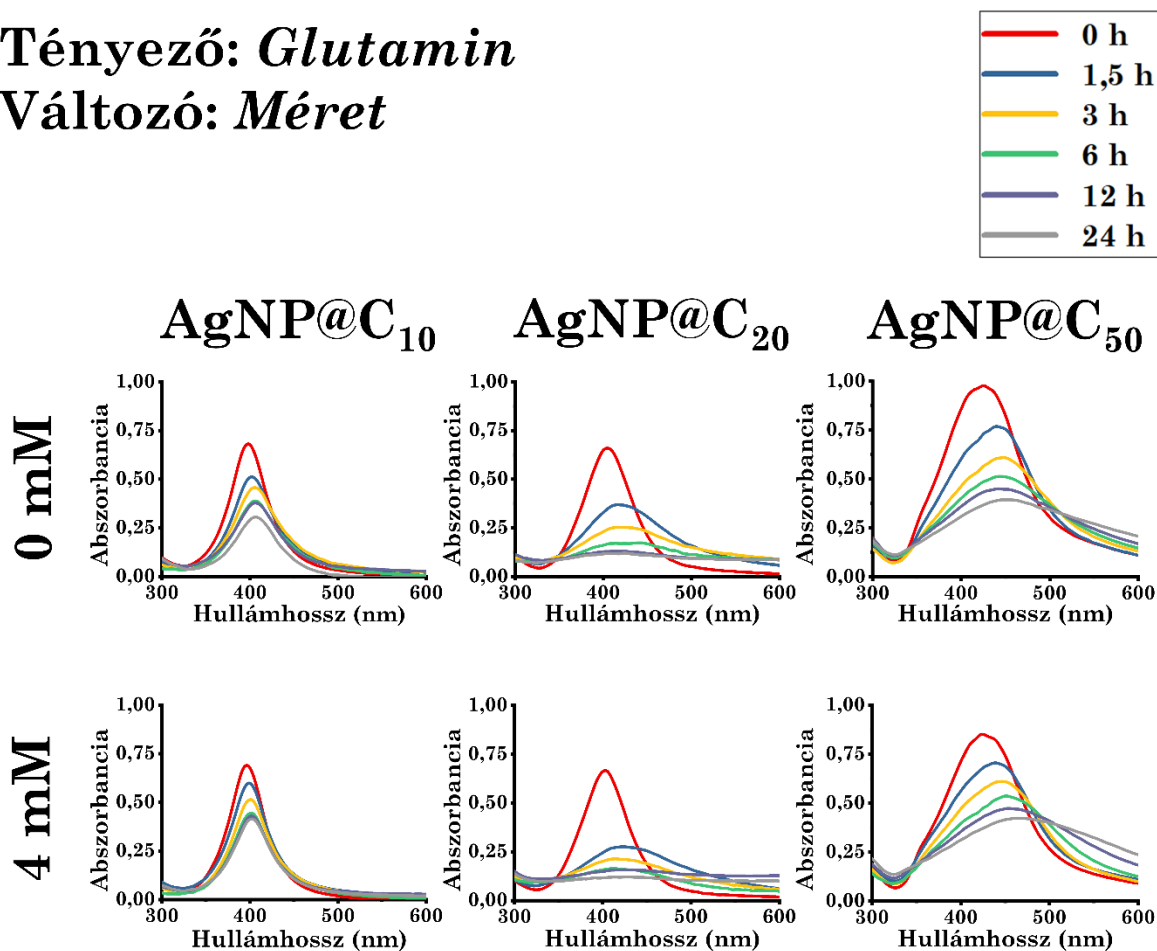 Tényező: Glutamin
Változó: Méret
0 h
1,5 h
3 h
6 h
12 h
24 h
AgNP@C₁₀ AgNP@C₂₀ AgNP@C₅₀
0 mM
Abszorbancia
1,00
0,75
0,50
0,25
0,00
300 400 500 600
Hullámhossz (nm)
Abszorbancia
1,00
0,75
0,50
0,25
0,00
300 400 500 600
Hullámhossz (nm)
Abszorbancia
1,00
0,75
0,50
0,25
0,00
300 400 500 600
Hullámhossz (nm)
4 mM
Abszorbancia
1,00
0,75
0,50
0,25
0,00
300 400 500 600
Hullámhossz (nm)
Abszorbancia
1,00
0,75
0,50
0,25
0,00
300 400 500 600
Hullámhossz (nm)
Abszorbancia
1,00
0,75
0,50
0,25
0,00
300 400 500 600
Hullámhossz (nm)